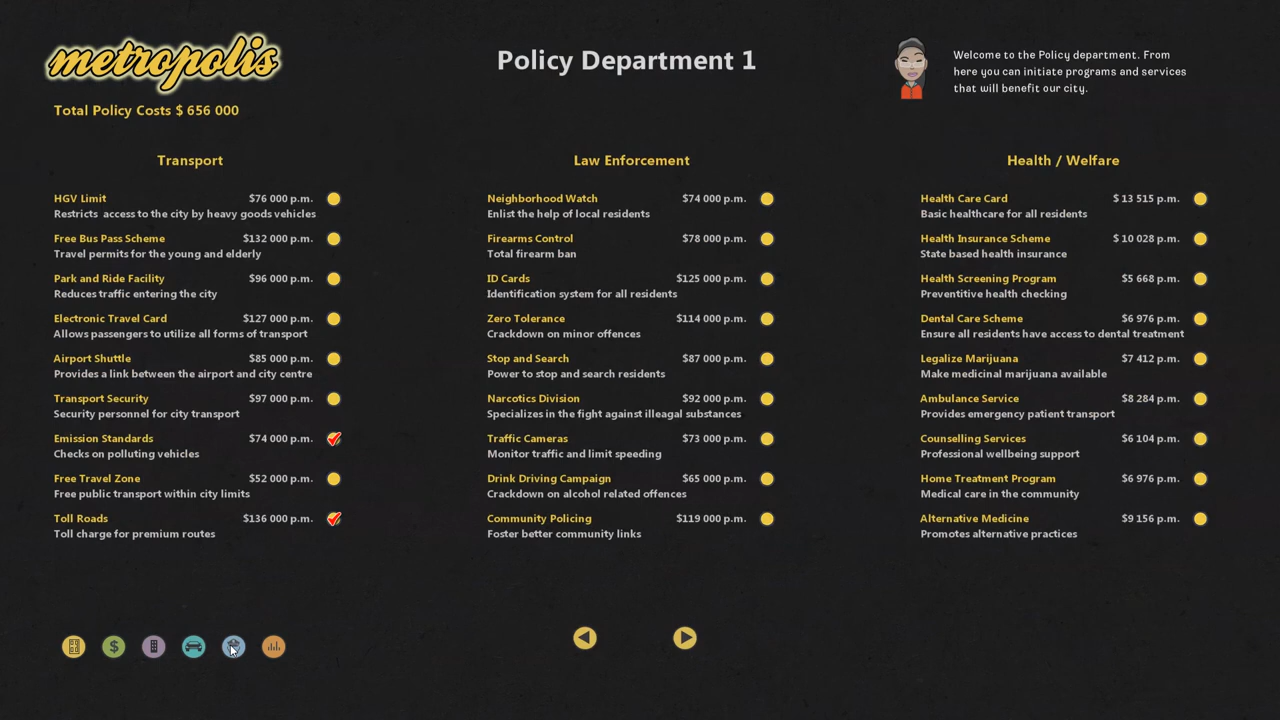 metropolis
Policy Department 1
Welcome to the Policy department. From
here you can initiate programs and services
that will benefit our city.
Total Policy Costs $ 656 000
Transport
HGV Limit $76 000 p.m.
Restricts access to the city by heavy goods vehicles
Free Bus Pass Scheme $132 000 p.m.
Travel permits for the young and elderly
Park and Ride Facility $96 000 p.m.
Reduces traffic entering the city
Electronic Travel Card $127 000 p.m.
Allows passengers to utilize all forms of transport
Airport Shuttle $85 000 p.m.
Provides a link between the airport and city centre
Transport Security $97 000 p.m.
Security personnel for city transport
Emission Standards $74 000 p.m.
Checks on polluting vehicles
Free Travel Zone $52 000 p.m.
Free public transport within city limits
Toll Roads $136 000 p.m.
Toll charge for premium routes
Law Enforcement
Neighborhood Watch $74 000 p.m.
Enlist the help of local residents
Firearms Control $78 000 p.m.
Total firearm ban
ID Cards $125 000 p.m.
Identification system for all residents
Zero Tolerance $114 000 p.m.
Crackdown on minor offences
Stop and Search $87 000 p.m.
Power to stop and search residents
Narcotics Division $92 000 p.m.
Specializes in the fight against illeagal substances
Traffic Cameras $73 000 p.m.
Monitor traffic and limit speeding
Drink Driving Campaign $65 000 p.m.
Crackdown on alcohol related offences
Community Policing $119 000 p.m.
Foster better community links
Health / Welfare
Health Care Card $ 13 515 p.m.
Basic healthcare for all residents
Health Insurance Scheme $ 10 028 p.m.
State based health insurance
Health Screening Program $5 668 p.m.
Preventitive health checking
Dental Care Scheme $6 976 p.m.
Ensure all residents have access to dental treatment
Legalize Marijuana $7 412 p.m.
Make medicinal marijuana available
Ambulance Service $8 284 p.m.
Provides emergency patient transport
Counselling Services $6 104 p.m.
Professional wellbeing support
Home Treatment Program $6 976 p.m.
Medical care in the community
Alternative Medicine $9 156 p.m.
Promotes alternative practices
$